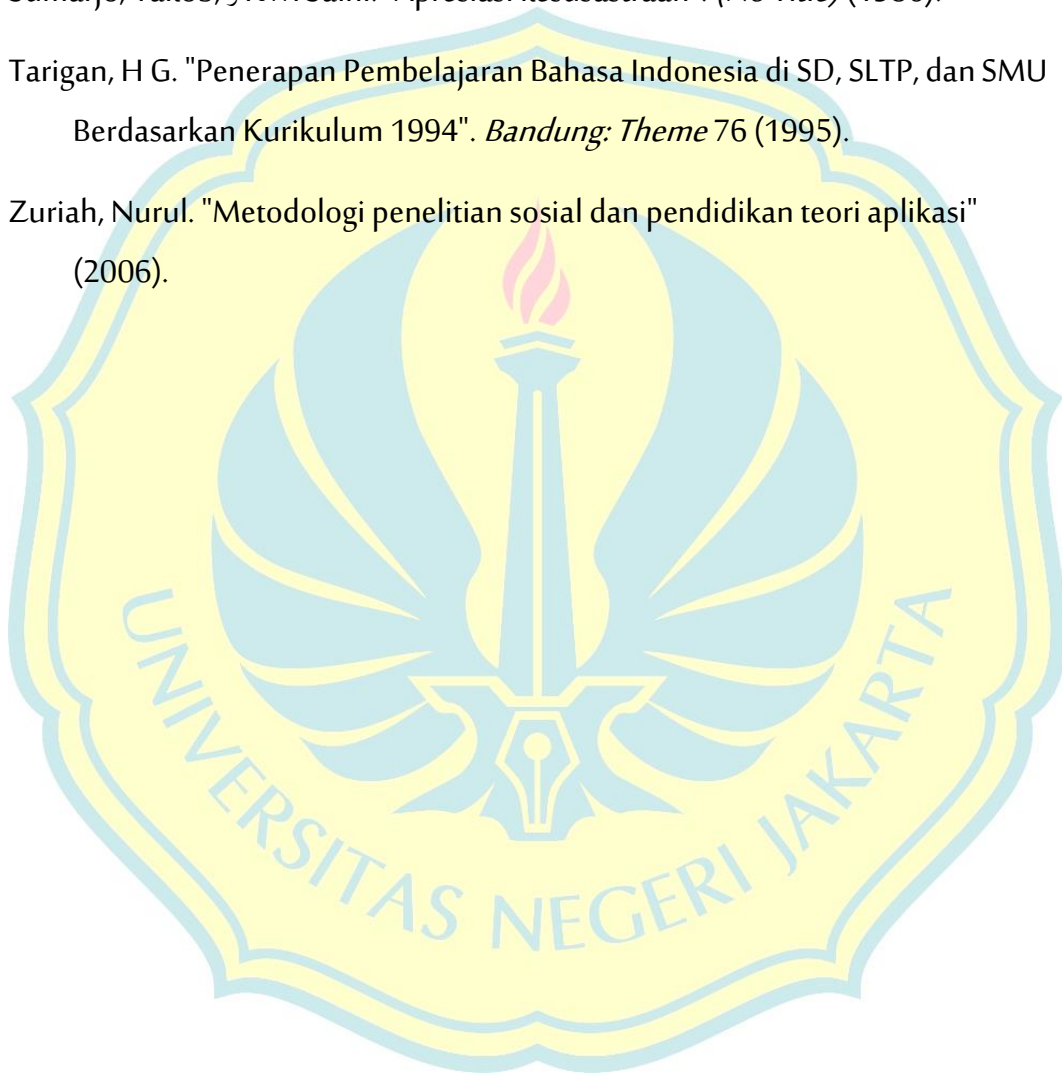 (1986).
Tarigan, H G. "Penerapan Pembelajaran Bahasa Indonesia di SD, SLTP, dan SMU
Berdasarkan Kurikulum 1994". Bandung: Theme 76 (1995).
Zuriah, Nurul. "Metodologi penelitian sosial dan pendidikan teori aplikasi"
(2006).
UNIVERSITAS NEGERI JAKARTA